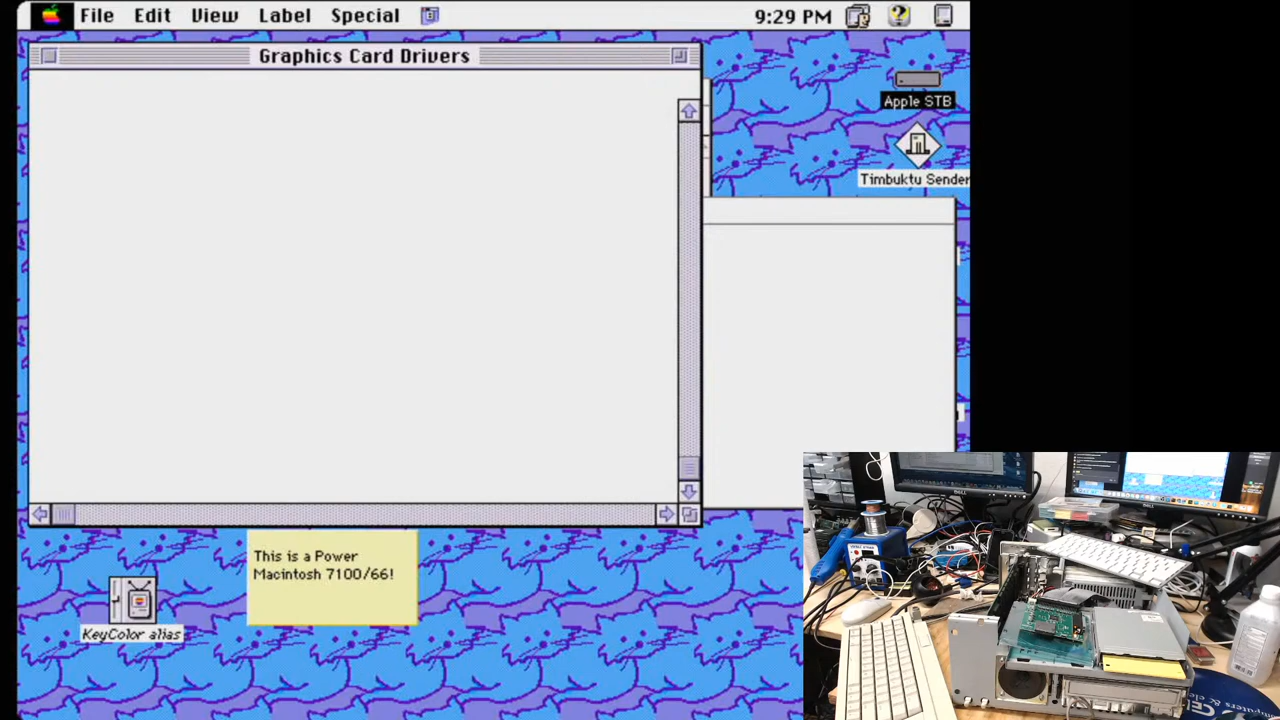 File Edit View Label Special
9:29 PM
Graphics Card Drivers
Apple STB
Timbuktu Sender
This is a Power
Macintosh 7100/66!
KeyColor alias
DELL